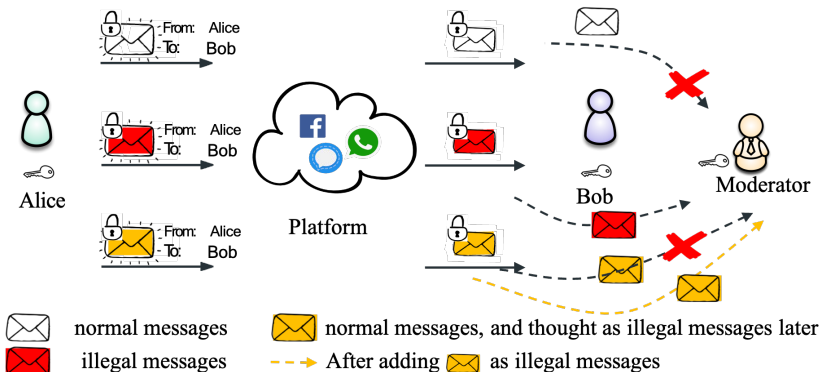 From: Alice
To: Bob
From: Alice
To: Bob
Alice
Platform
Bob
Moderator
From: Alice
To: Bob
normal messages
normal messages, and thought as illegal messages later
illegal messages
After adding as illegal messages